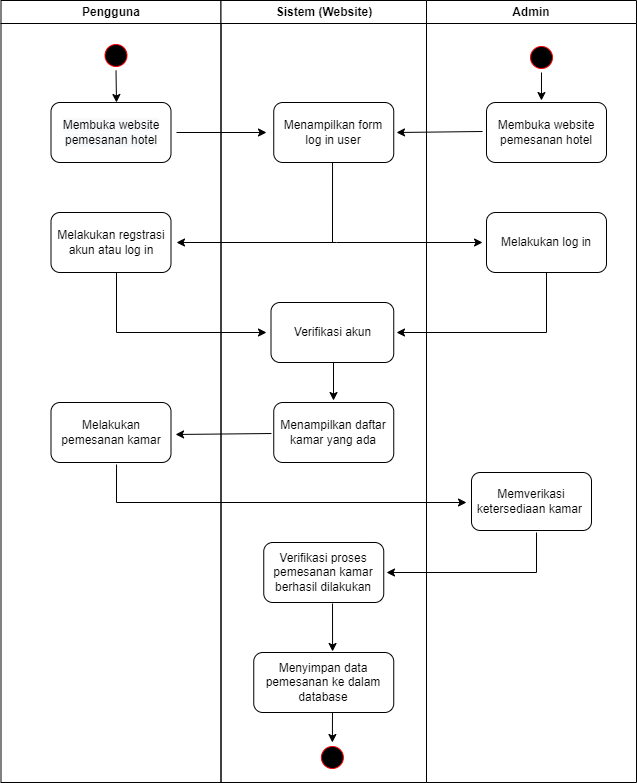 Pengguna
Sistem (Website)
Admin
Membuka website
pemesanan hotel
Menampilkan form
log in user
Membuka website
pemesanan hotel
Melakukan regstrasi
akun atau log in
Melakukan log in
Verifikasi akun
Melakukan
pemesanan kamar
Menampilkan daftar
kamar yang ada
Memverikasi
ketersediaan kamar
Verifikasi proses
pemesanan kamar
berhasil dilakukan
Menyimpan data
pemesanan ke dalam
database